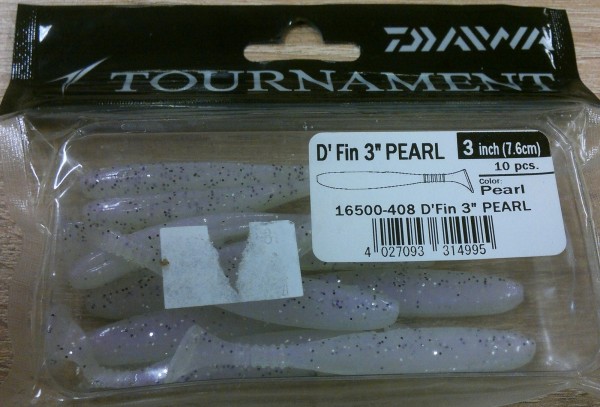 DAIWA
TOURNAMENT
D' Fin 3" PEARL
3 inch (7.6cm)
10 pcs.
Color:
Pearl
16500-408 D'Fin 3" PEARL
4 027093 314995